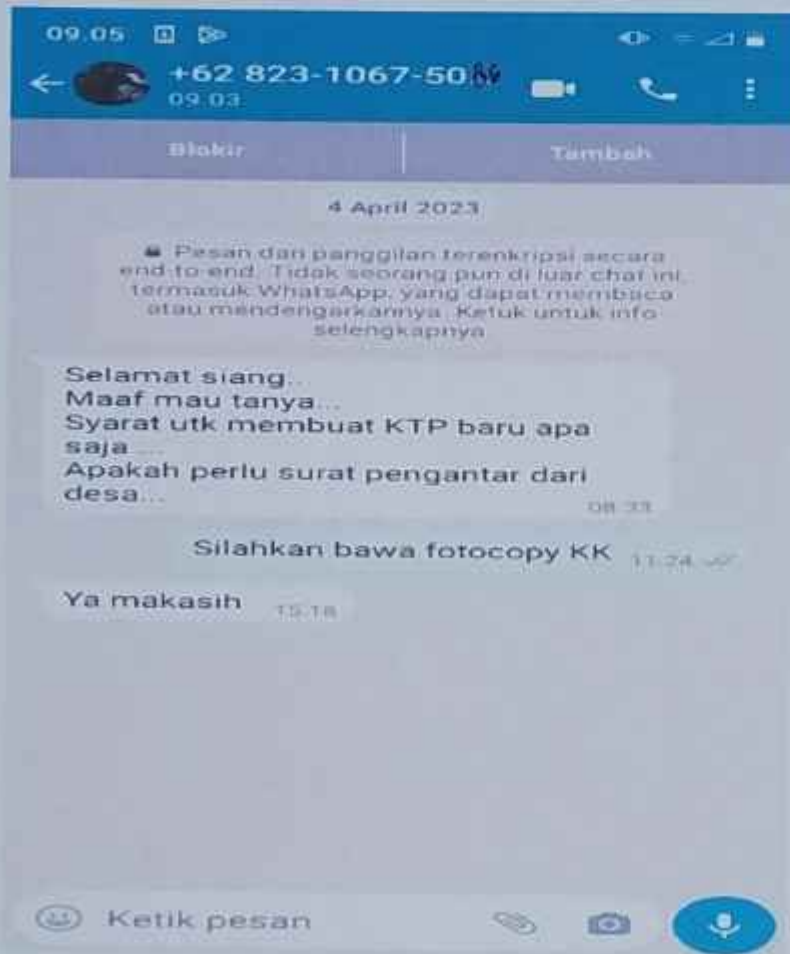 09.05
+62 823-1067-50
09.03
Blokir
Tambah
4 April 2023
Pesan dan panggilan terenkripsi secara
end-to-end. Tidak seorang pun di luar chat ini,
termasuk WhatsApp, yang dapat membaca
atau mendengarkannya. Ketuk untuk info
selengkapnya
Selamat siang..
Maaf mau tanya...
Syarat utk membuat KTP baru apa
saja ....
Apakah perlu surat pengantar dari
desa...
08.33
Silahkan bawa fotocopy KK 11.24
Ya makasih 15.18
Ketik pesan